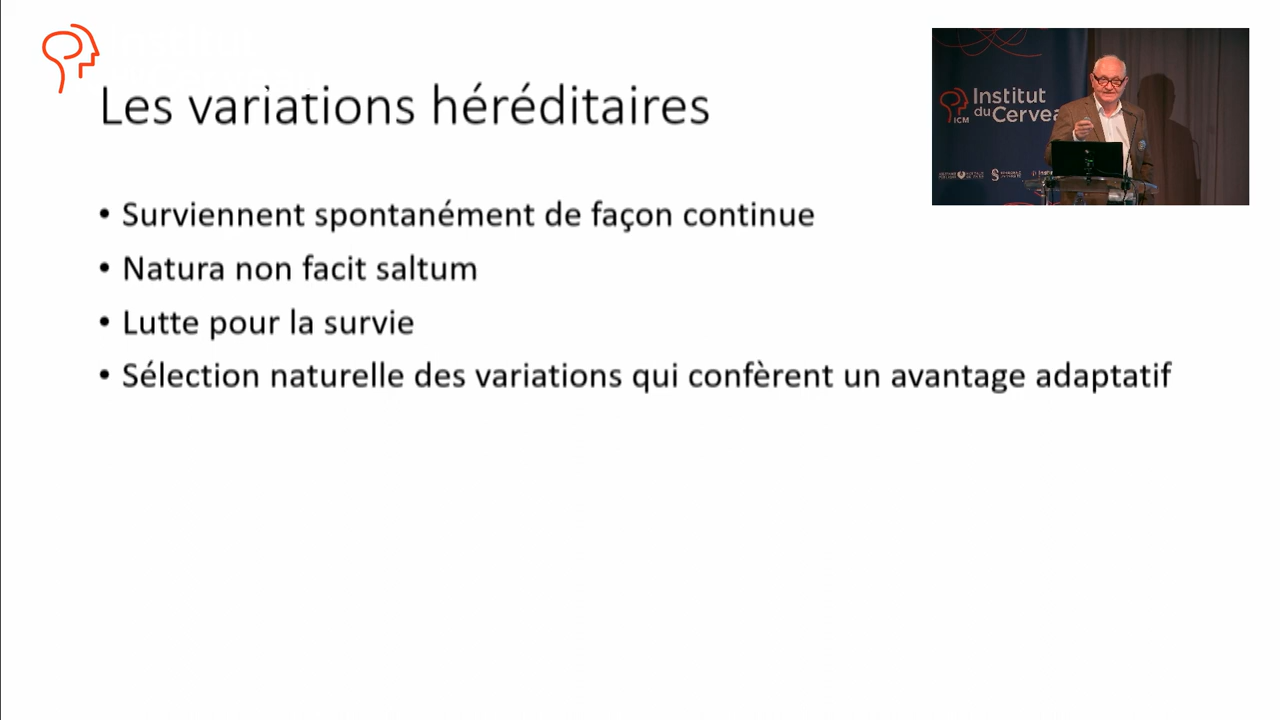 Les variations héréditaires
• Surviennent spontanément de façon continue
• Natura non facit saltum
• Lutte pour la survie
• Sélection naturelle des variations qui confèrent un avantage adaptatif
Institut
du Cervea
ICM